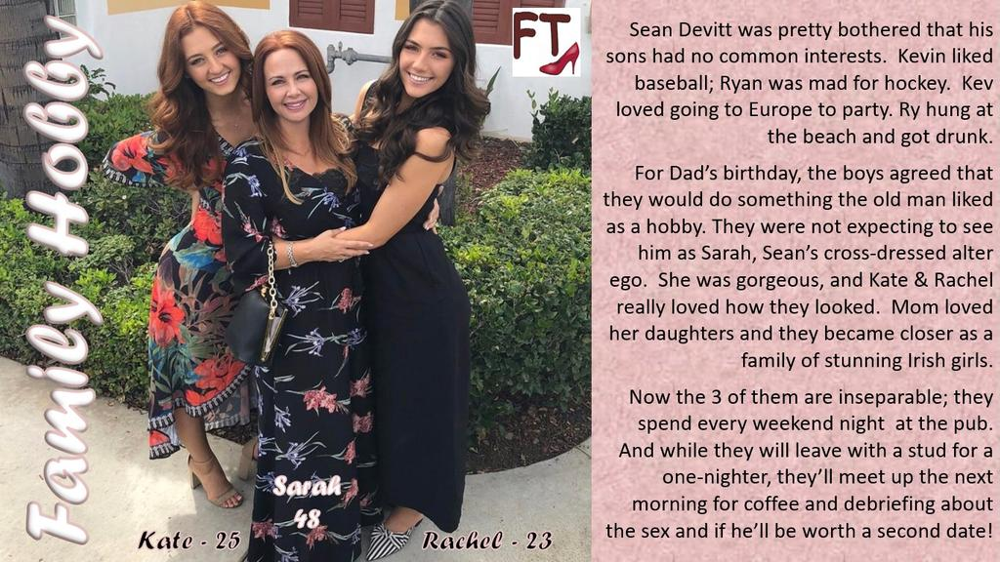 Family Hobby
FT
Sarah
48
Kate - 25
Rachel - 23
Sean Devitt was pretty bothered that his
sons had no common interests.  Kevin liked
baseball; Ryan was mad for hockey.  Kev
loved going to Europe to party. Ry hung at
the beach and got drunk.
For Dad’s birthday, the boys agreed that
they would do something the old man liked
as a hobby. They were not expecting to see
him as Sarah, Sean’s cross-dressed alter
ego.  She was gorgeous, and Kate & Rachel
really loved how they looked.  Mom loved
her daughters and they became closer as a
family of stunning Irish girls.
Now the 3 of them are inseparable; they
spend every weekend night  at the pub.
And while they will leave with a stud for a
one-nighter, they’ll meet up the next
morning for coffee and debriefing about
the sex and if he’ll be worth a second date!